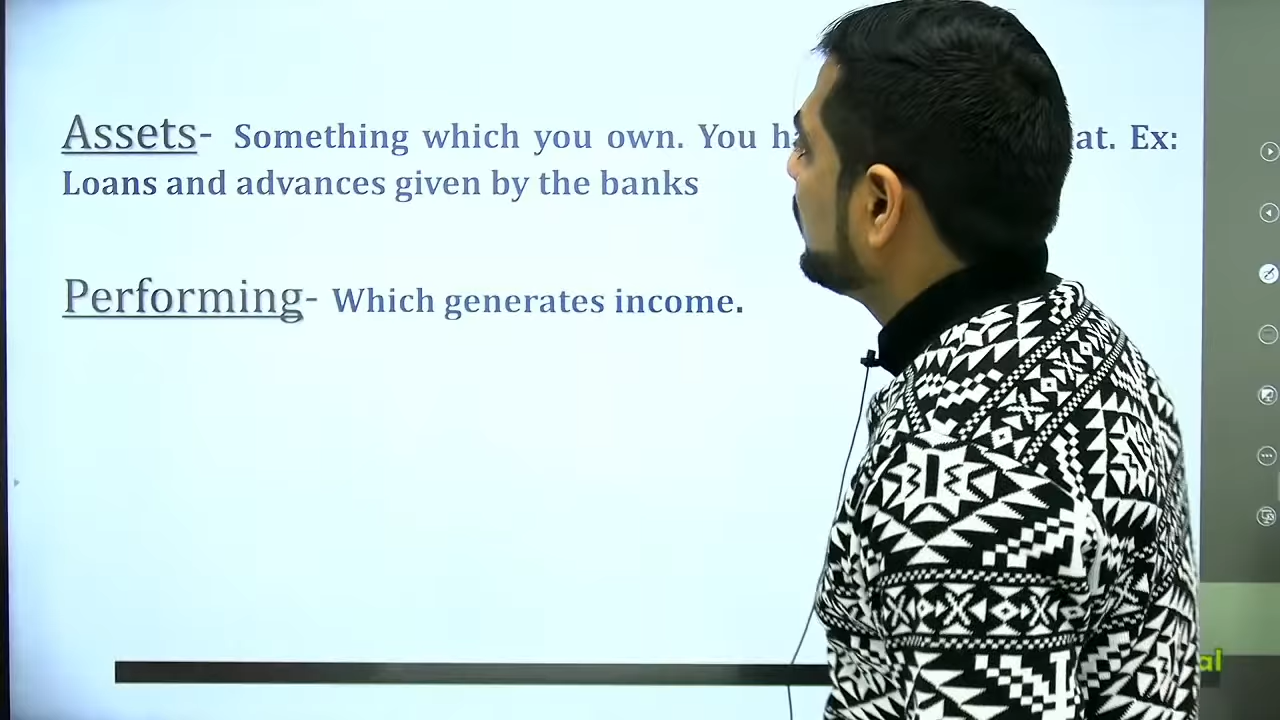 Assets- Something which you own. You at. Ex:
Loans and advances given by the banks
Performing- Which generates income.
al